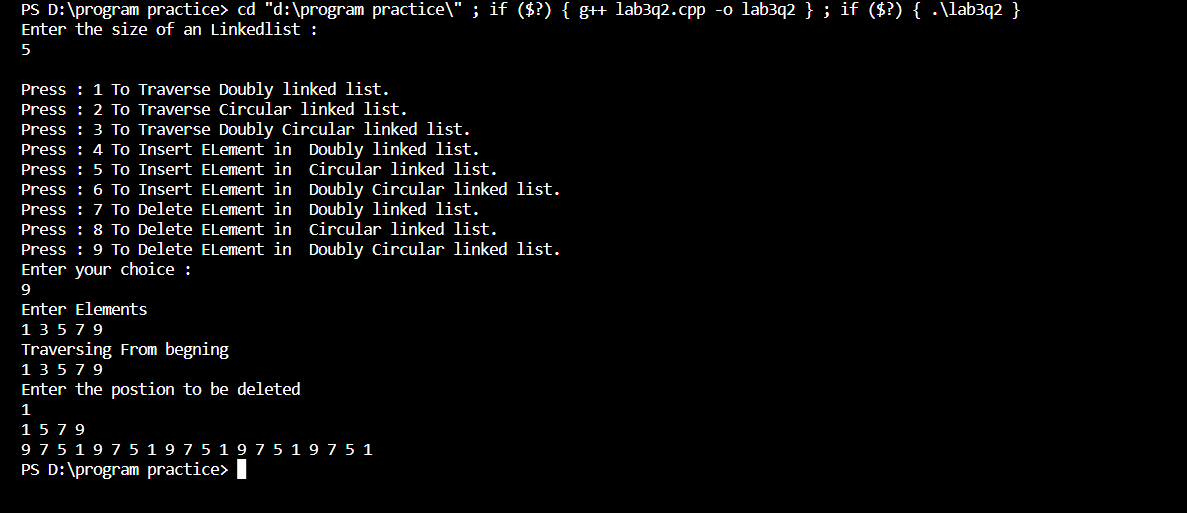 PS D:\program practice> cd "d:\program practice\" ; if ($?) { g++ lab3q2.cpp -o lab3q2 } ; if ($?) { .\lab3q2 }
Enter the size of an Linkedlist :
5

Press : 1 To Traverse Doubly linked list.
Press : 2 To Traverse Circular linked list.
Press : 3 To Traverse Doubly Circular linked list.
Press : 4 To Insert ELement in  Doubly linked list.
Press : 5 To Insert ELement in  Circular linked list.
Press : 6 To Insert ELement in  Doubly Circular linked list.
Press : 7 To Delete ELement in  Doubly linked list.
Press : 8 To Delete ELement in  Circular linked list.
Press : 9 To Delete ELement in  Doubly Circular linked list.
Enter your choice :
9
Enter Elements
1 3 5 7 9
Traversing From begning
1 3 5 7 9
Enter the postion to be deleted
1
1 5 7 9
9 7 5 1 9 7 5 1 9 7 5 1 9 7 5 1 9 7 5 1
PS D:\program practice>